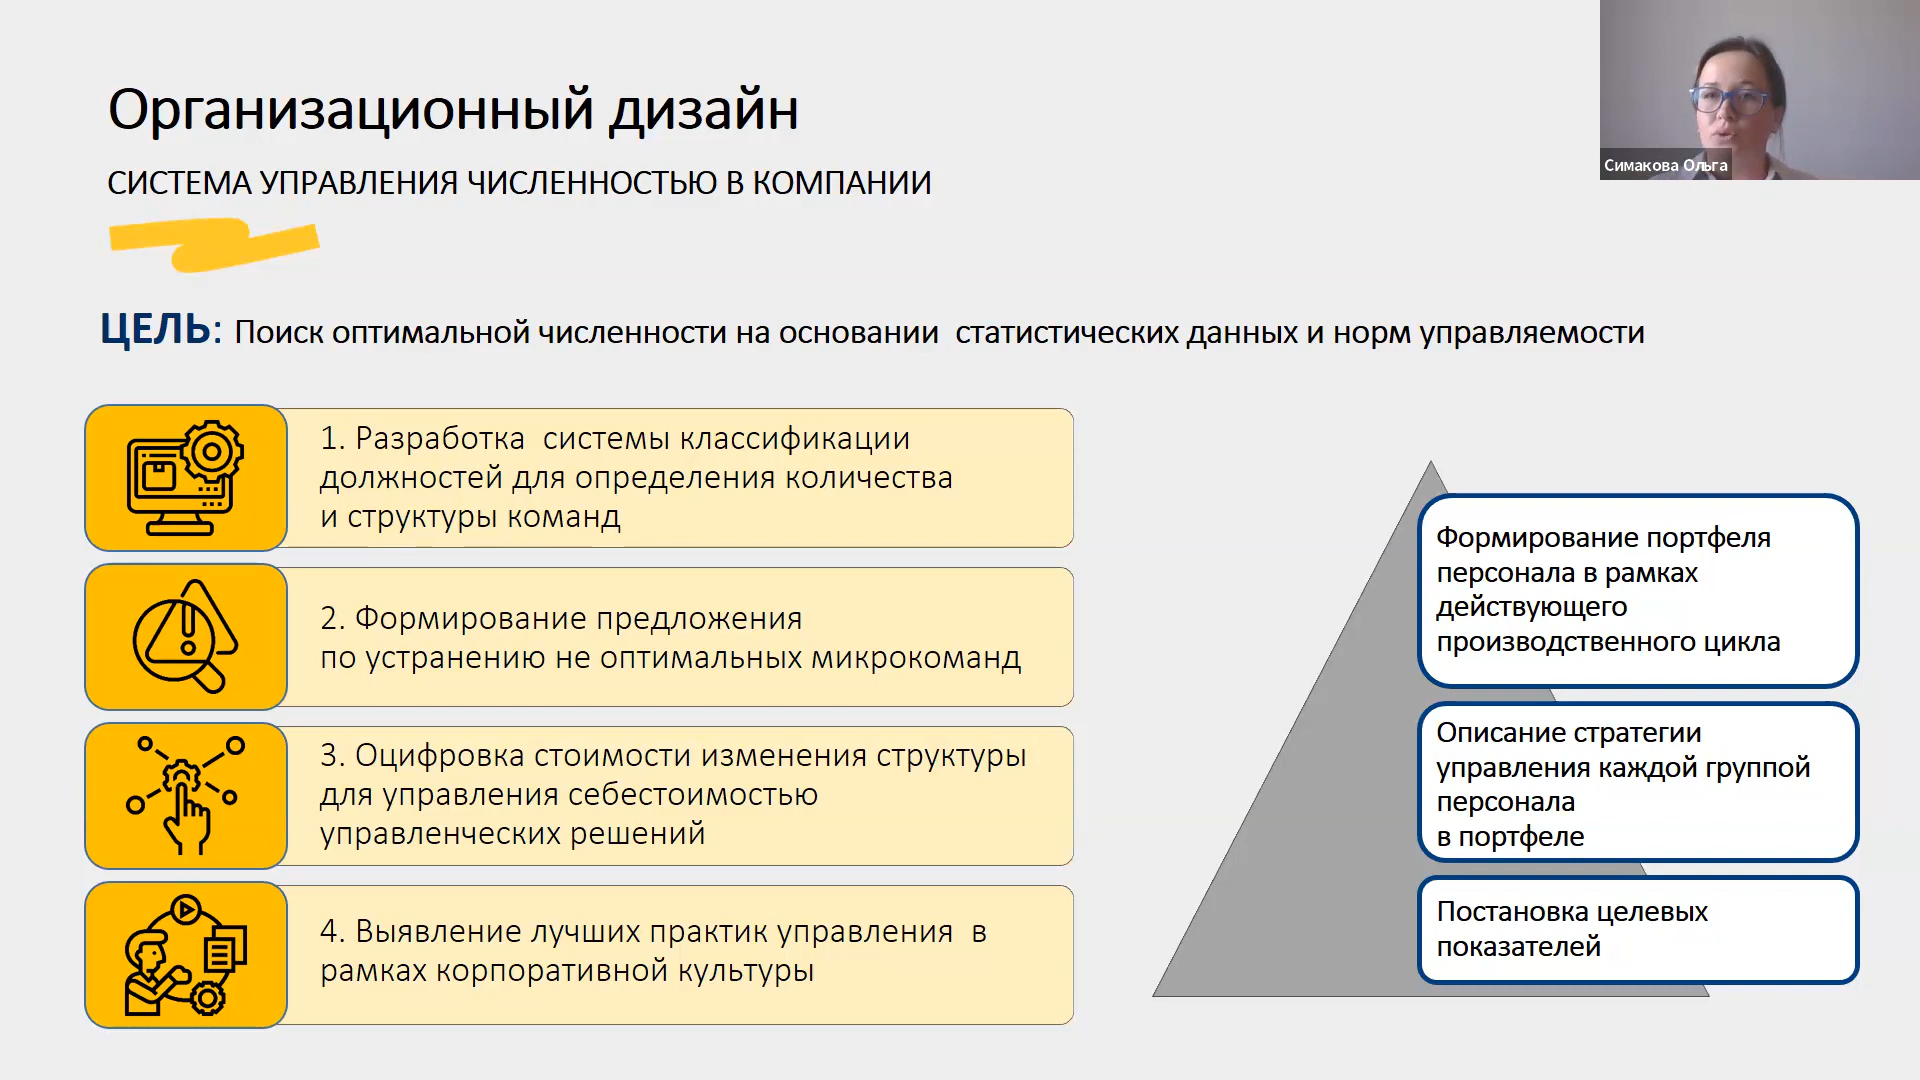 Организационный дизайн
СИСТЕМА УПРАВЛЕНИЯ ЧИСЛЕННОСТЬЮ В КОМПАНИИ
Симакова Ольга
ЦЕЛЬ: Поиск оптимальной численности на основании статистических данных и норм управляемости
1. Разработка системы классификации
должностей для определения количества
и структуры команд
2. Формирование предложения
по устранению не оптимальных микрокоманд
3. Оцифровка стоимости изменения структуры
для управления себестоимостью
управленческих решений
4. Выявление лучших практик управления в
рамках корпоративной культуры
Формирование портфеля
персонала в рамках
действующего
производственного цикла
Описание стратегии
управления каждой группой
персонала
в портфеле
Постановка целевых
показателей